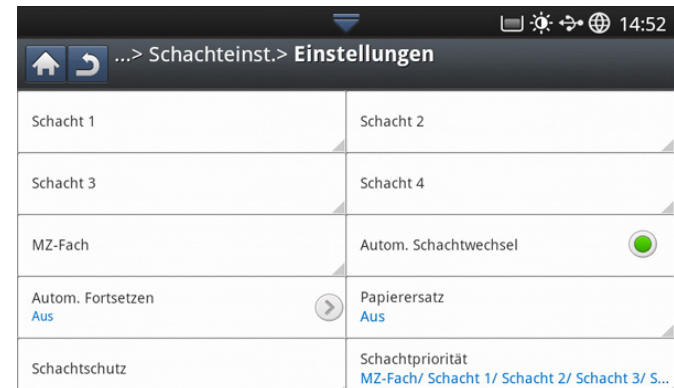 14:52
...> Schachteinst.> Einstellungen
Schacht 1
Schacht 2
Schacht 3
Schacht 4
MZ-Fach
Autom. Schachtwechsel
Autom. Fortsetzen
Aus
Papierersatz
Aus
Schachtschutz
Schachtpriorität
MZ-Fach/ Schacht 1/ Schacht 2/ Schacht 3/ S...